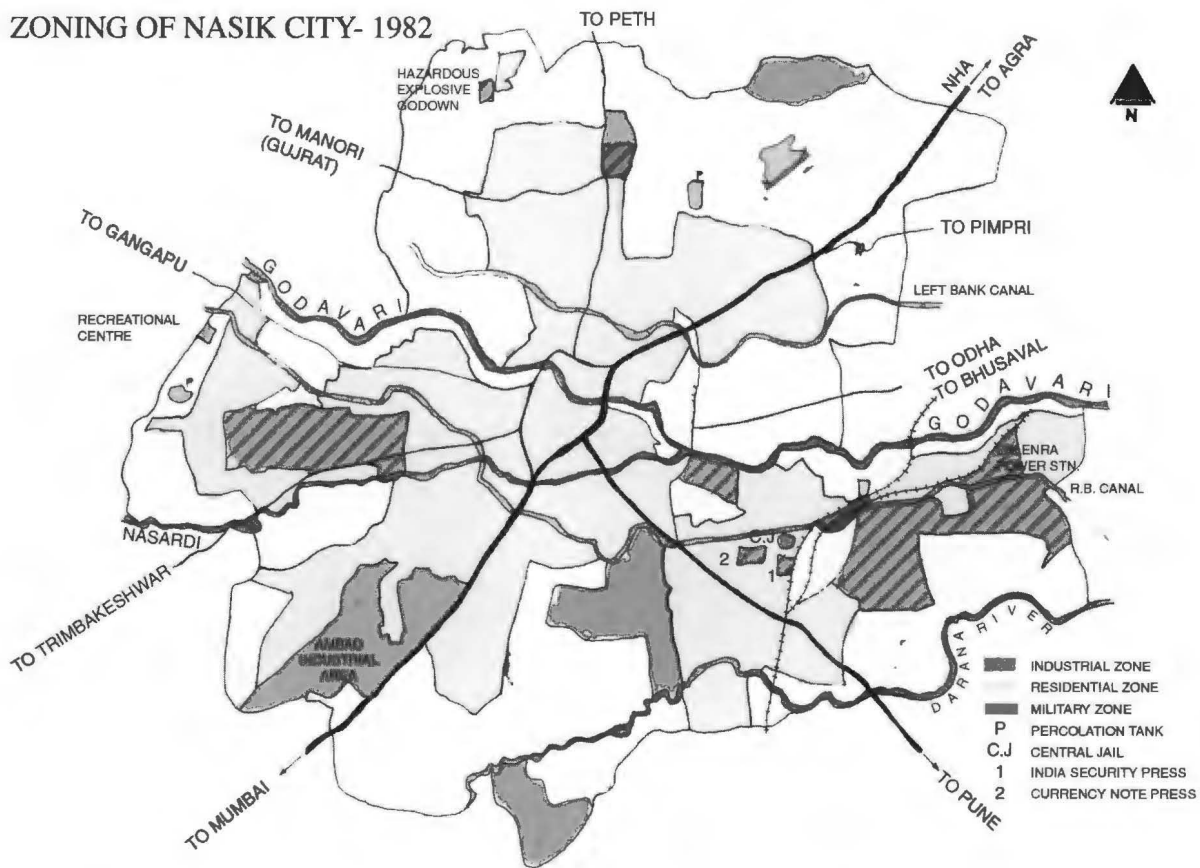 ZONING OF NASIK CITY- 1982
TO PETH
HAZARDOUS
EXPLOSIVE
GODOWN
NHA
TO AGRA
N
TO MANORI
(GUJRAT)
P
TO GANGAPU
TO PIMPRI
GODAVARI
LEFT BANK CANAL
RECREATIONAL
CENTRE
P
TO ODHA
TO BHUSAVAL
GODAVARI
ENRA
STN.
R.B. CANAL
NASARDI
C.J
2
1
TO TRIMBAKESHWAR
AMBAD
INDUSTRIAL
AREA
DARANA RIVER
INDUSTRIAL ZONE
RESIDENTIAL ZONE
MILITARY ZONE
P PERCOLATION TANK
C.J CENTRAL JAIL
1 INDIA SECURITY PRESS
2 CURRENCY NOTE PRESS
TO MUMBAI
TO PUNE